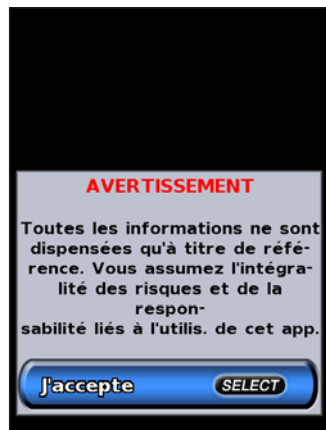 AVERTISSEMENT
Toutes les informations ne sont
dispensées qu'à titre de réfé-
rence. Vous assumez l'intégra-
lité des risques et de la
respon-
sabilité liés à l'utilis. de cet app.
J'accepte SELECT